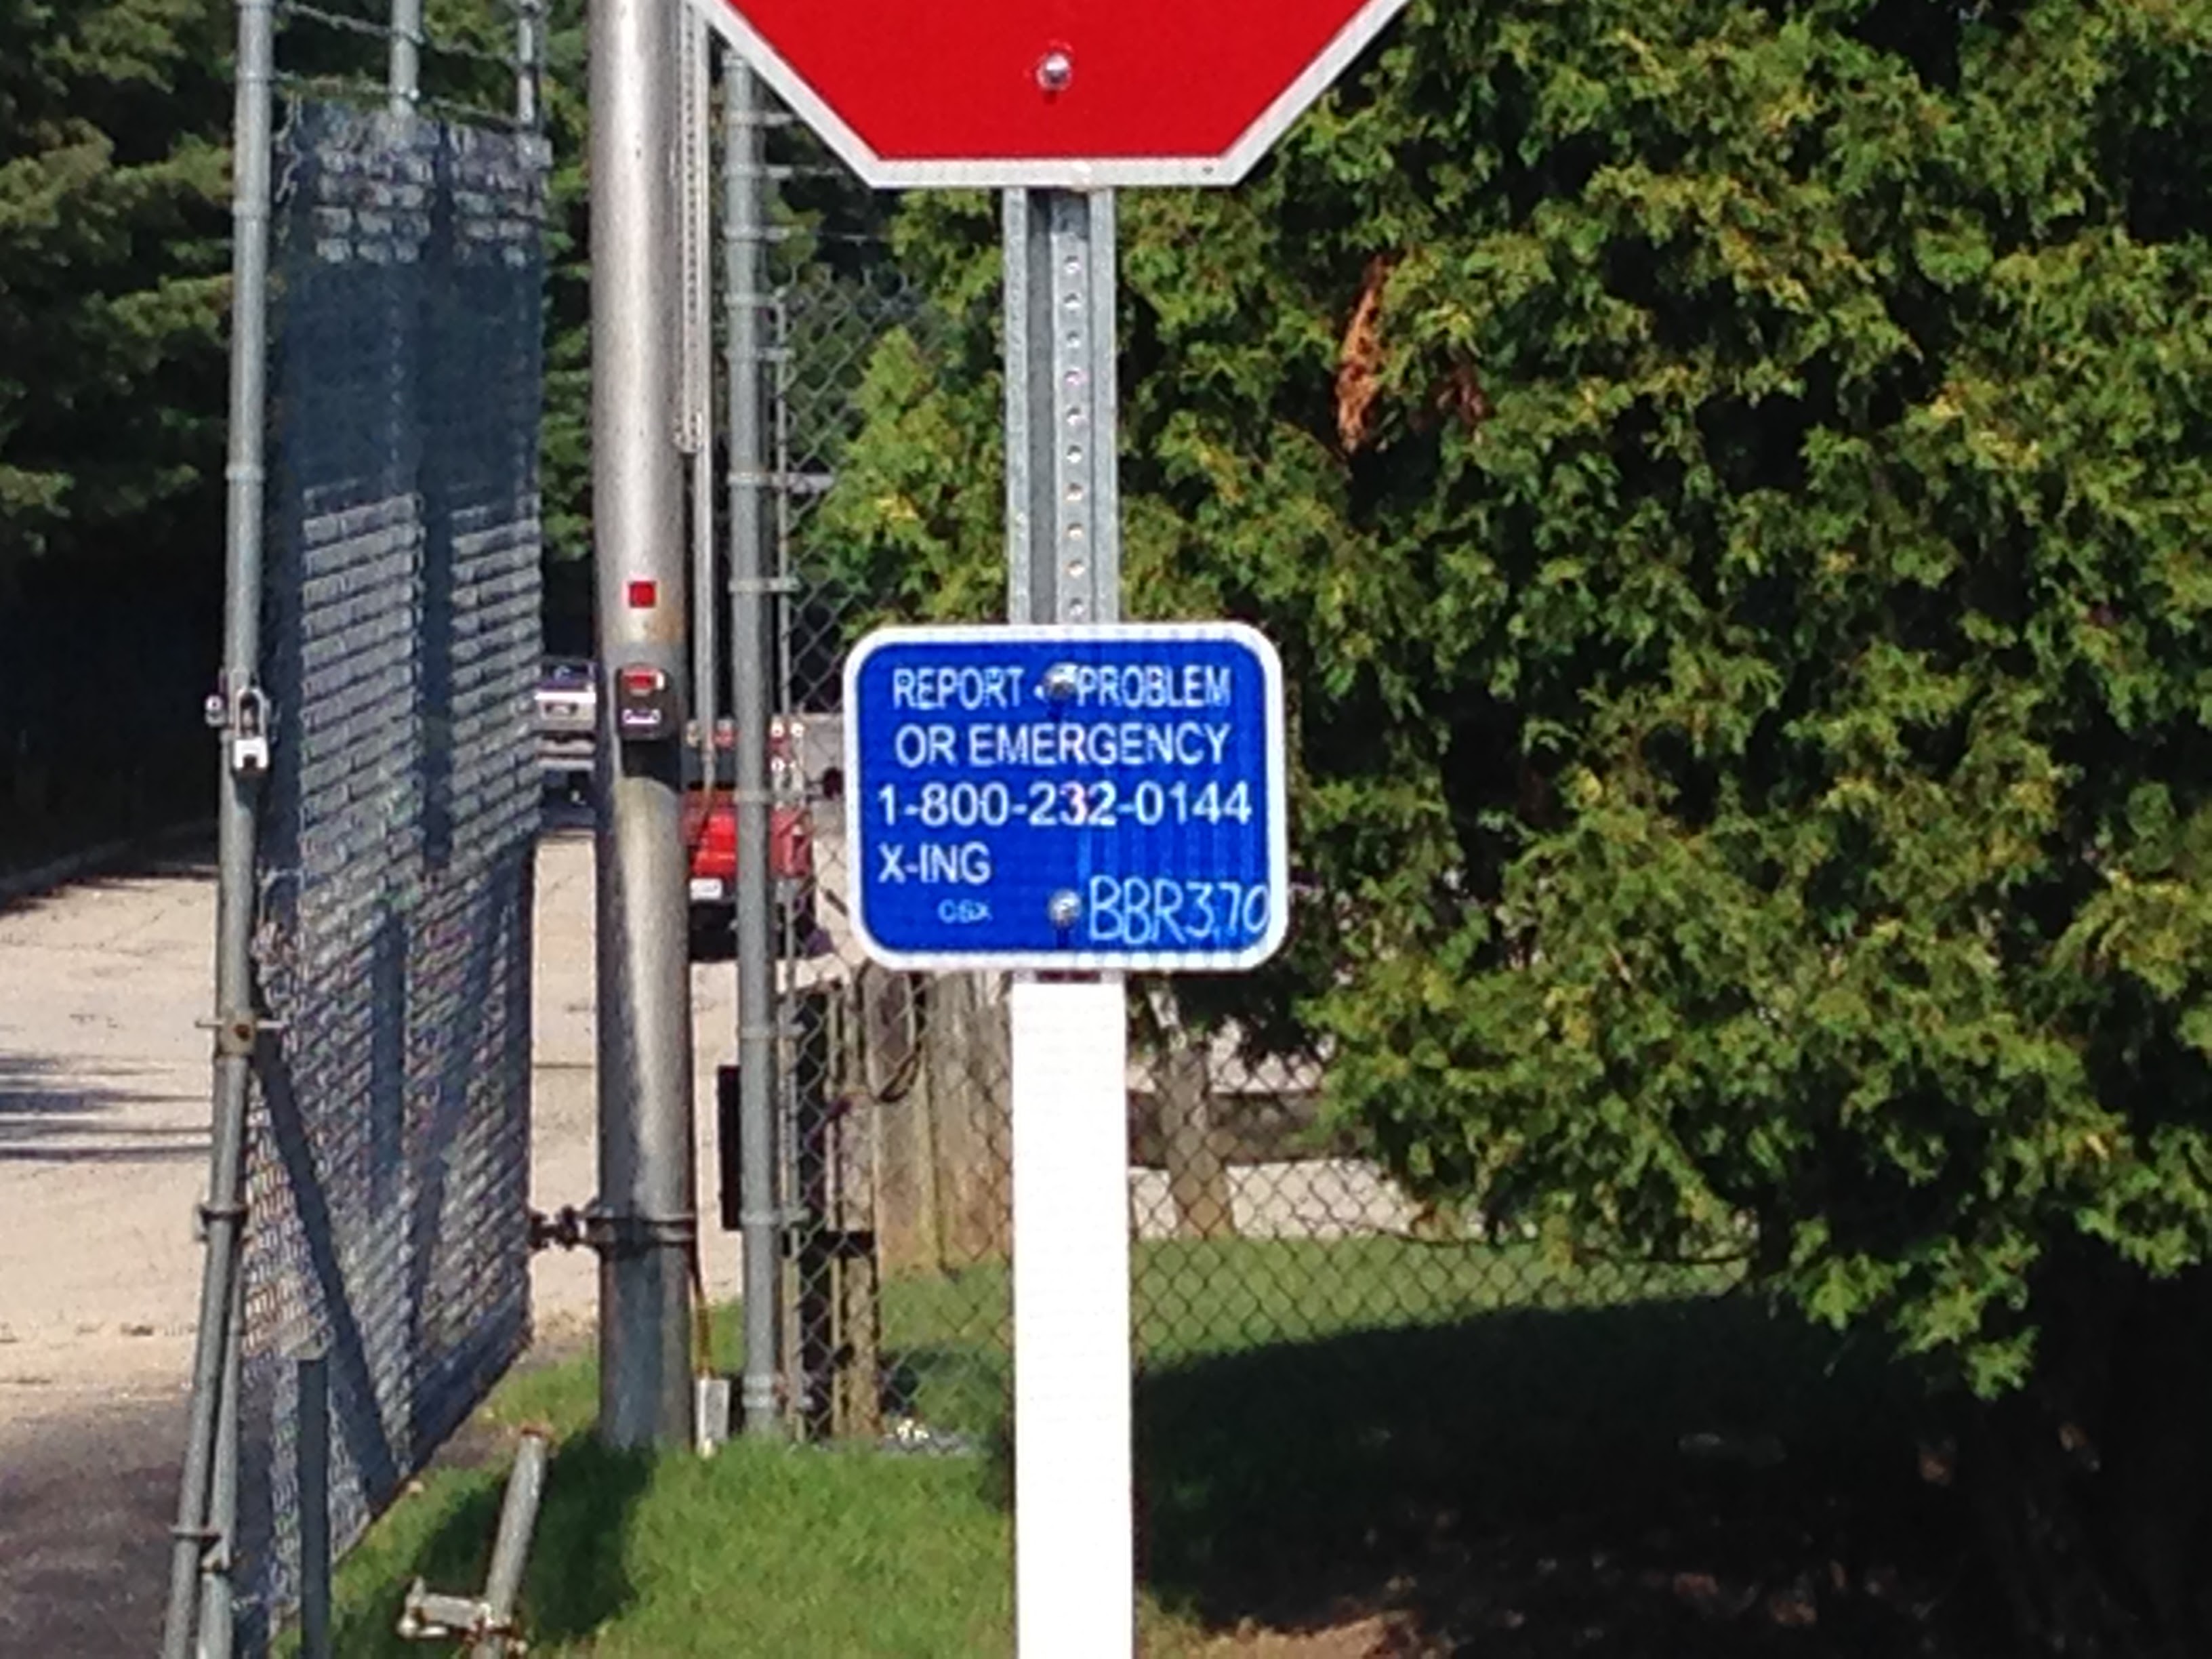 REPORT PROBLEM
OR EMERGENCY
1-800-232-0144
X-ING
CSX BBR3.70